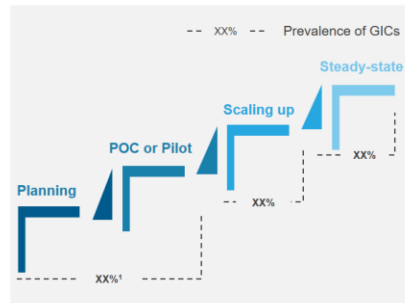 XX% Prevalence of GICs
Steady-state
Scaling up
POC or Pilot
XX%
Planning
XX%
XX%¹